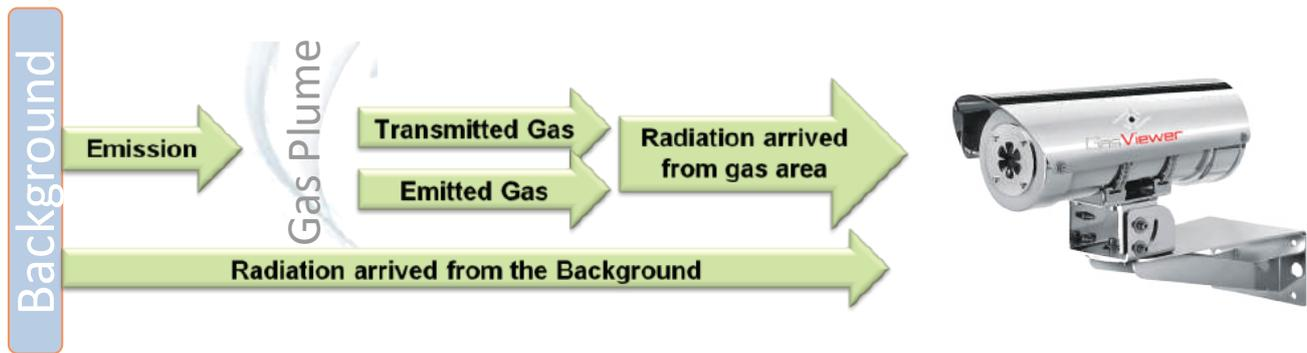 Background
Emission
Gas Plume
Transmitted Gas
Emitted Gas
Radiation arrived
from gas area
Radiation arrived from the Background
GasViewer